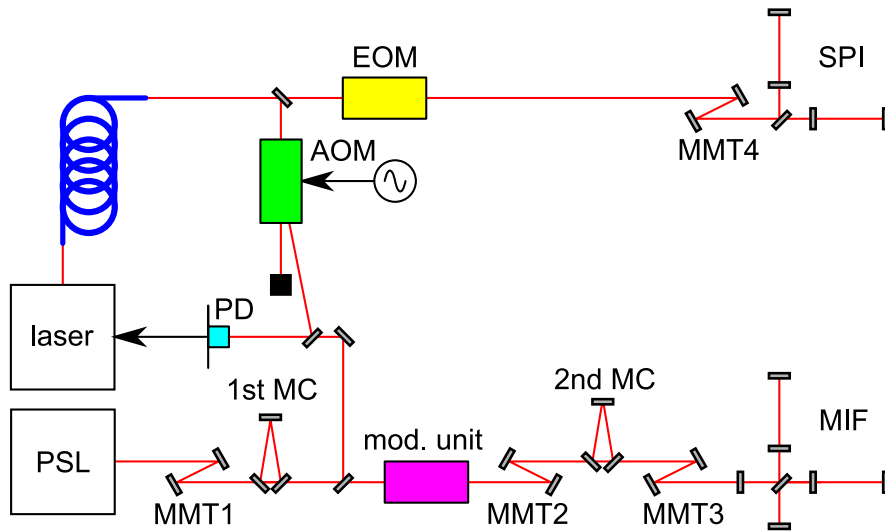 EOM
SPI
MMT4
AOM
PD
laser
1st MC
2nd MC
mod. unit
MIF
PSL
MMT1
MMT2
MMT3